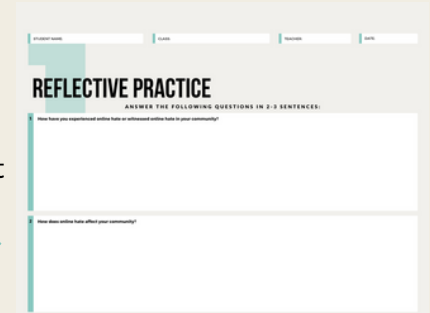 STUDENT NAME: CLASS: TEACHER: DATE:
1
REFLECTIVE PRACTICE
ANSWER THE FOLLOWING QUESTIONS IN 2-3 SENTENCES:
1 How have you experienced online hate or witnessed online hate in your community?
2 How does online hate affect your community?